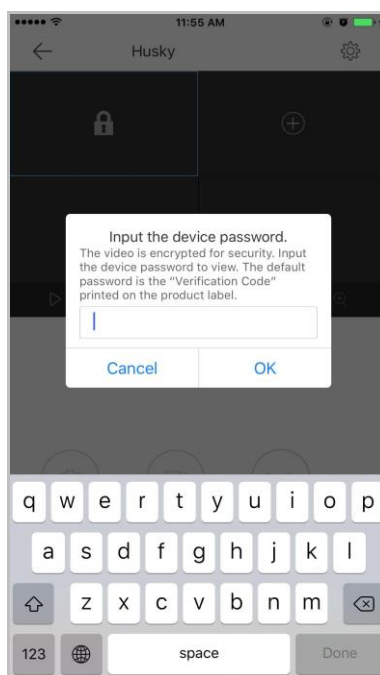 11:55 AM
Husky
Input the device password.
The video is encrypted for security. Input
the device password to view. The default
password is the “Verification Code”
printed on the product label.
Cancel OK
q w e r t y u i o p
a s d f g h j k l
z x c v b n m
123 space Done